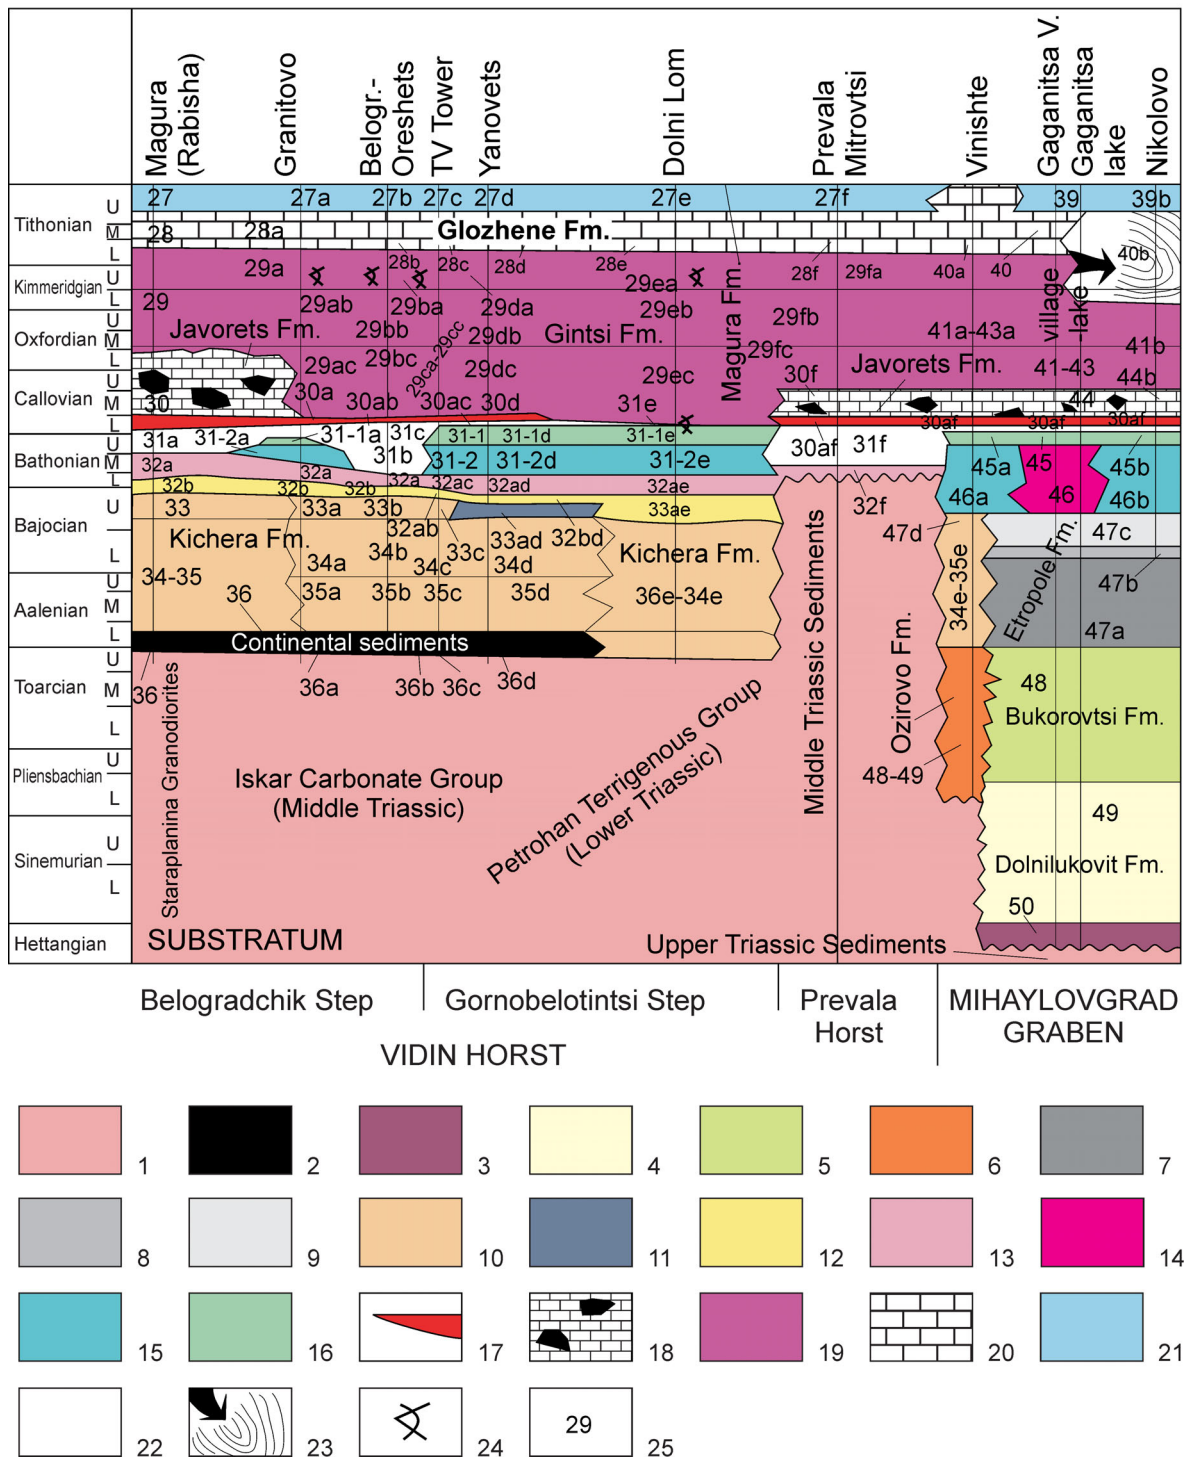 Magura
(Rabisha)
Granitovo
Belogr.-
Oreshets
TV Tower
Yanovets
Dolni Lom
Prevala
Mitrovtsi
Vinishte
Gaganitsa V.
Gaganitsa
lake
Nikolovo
Tithonian
U
M
L
Kimmeridgian
U
L
Oxfordian
U
M
L
Callovian
U
M
L
Bathonian
U
M
L
Bajocian
U
L
Aalenian
U
M
L
Toarcian
U
M
L
Pliensbachian
U
L
Sinemurian
U
L
Hettangian
27 27a 27b 27c 27d 27e 27f 39 39b
28 28a Glozhene Fm.
28b 28c 28d 28e 28f 29fa 40a 40 40b
29a 29ea
29 29ab 29ba 29da 29eb
Javorets Fm. 29bb 29db Gintsi Fm. 29fb 41a-43a 41b
29ca-29cc
Magura Fm.
village
-lake
29ac 29bc 29dc 29ec 29fc Javorets Fm. 41-43
30 30a 30ab 30ac 30d 31e 30f 44 44b
30af 30af 30af
31a 31-2a 31-1a 31c 31-1 31-1d 31-1e 30af 31f
31b 31-2 31-2d 31-2e 45a 45 45b
32a 32a 32a 32ac 32ad 32ae 32f 46a 46 46b
32b 32b 32b
33 33a 33b 33ae
32ab 33ad 32bd 47d 47c
Kichera Fm. 34b 33c Kichera Fm.
34a 34c 34d
34-35 36 35a 35b 35c 35d 36e-34e 34e-35e Etropole Fm. 47b
47a
Continental sediments
36 36a 36b 36c 36d
Staraplanina Granodiorites
Iskar Carbonate Group
(Middle Triassic)
Petrohan Terrigenous Group
(Lower Triassic)
Middle Triassic Sediments
Ozirovo Fm.
48-49
48
Bukorovtsi Fm.
49
Dolnilukovit Fm.
50
SUBSTRATUM
Upper Triassic Sediments
Belogradchik Step
Gornobelotintsi Step
Prevala
Horst
MIHAYLOVGRAD
GRABEN
VIDIN HORST
1 2 3 4 5 6 7
8 9 10 11 12 13 14
15 16 17 18 19 20 21
22 23 24 29 25